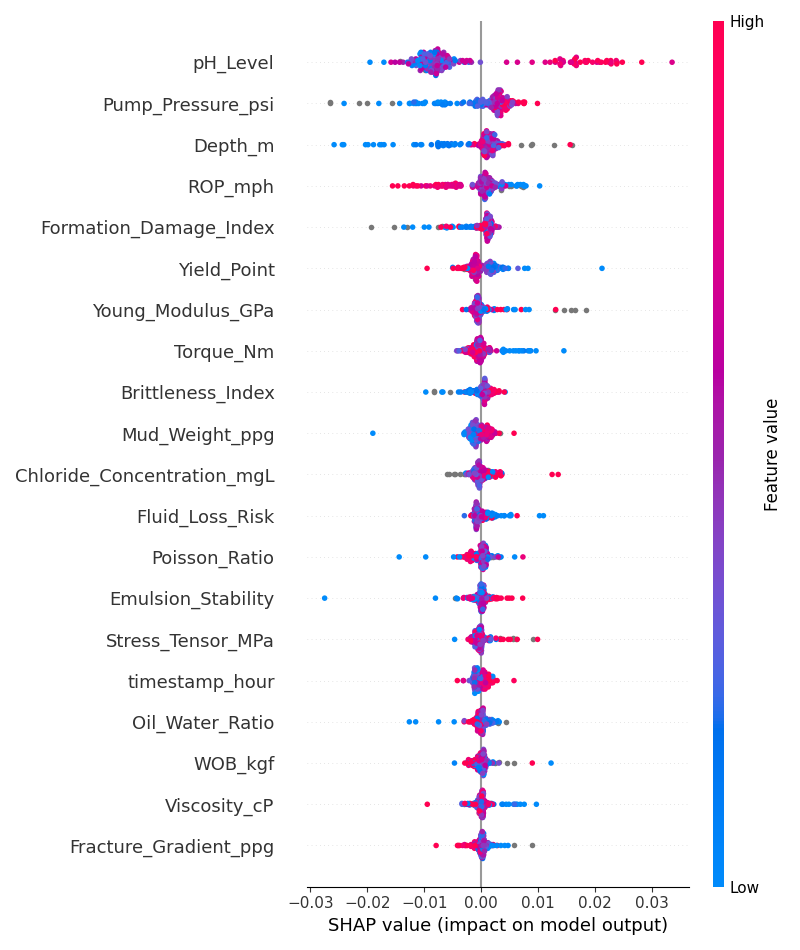 High
pH_Level
Pump_Pressure_psi
Depth_m
ROP_mph
Formation_Damage_Index
Yield_Point
Young_Modulus_GPa
Torque_Nm
Brittleness_Index
Mud_Weight_ppg
Chloride_Concentration_mgL
Fluid_Loss_Risk
Poisson_Ratio
Emulsion_Stability
Stress_Tensor_MPa
timestamp_hour
Oil_Water_Ratio
WOB_kgf
Viscosity_cP
Fracture_Gradient_ppg
Feature value
Low
−0.03 −0.02 −0.01 0.00 0.01 0.02 0.03
SHAP value (impact on model output)